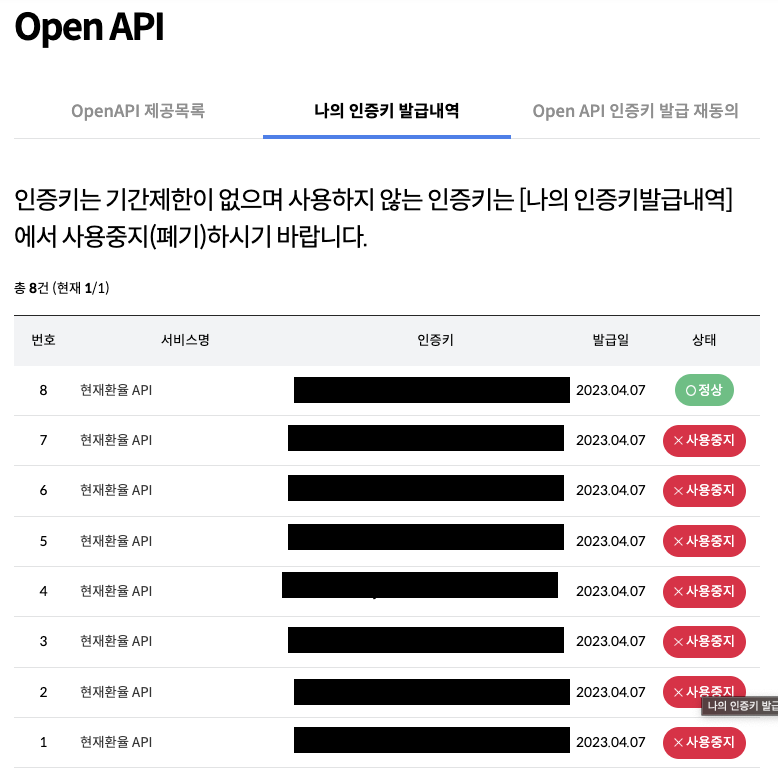 Open API
OpenAPI 제공목록 나의 인증키 발급내역 Open API 인증키 발급 재동의
인증키는 기간제한이 없으며 사용하지 않는 인증키는 [나의 인증키발급내역]
에서 사용중지(폐기)하시기 바랍니다.
총 8건 (현재 1/1)
번호 서비스명 인증키 발급일 상태
8 현재환율 API 2023.04.07 정상
7 현재환율 API 2023.04.07 사용중지
6 현재환율 API 2023.04.07 사용중지
5 현재환율 API 2023.04.07 사용중지
4 현재환율 API 2023.04.07 사용중지
3 현재환율 API 2023.04.07 사용중지
2 현재환율 API 2023.04.07 사용중지
나의 인증키 발급
1 현재환율 API 2023.04.07 사용중지